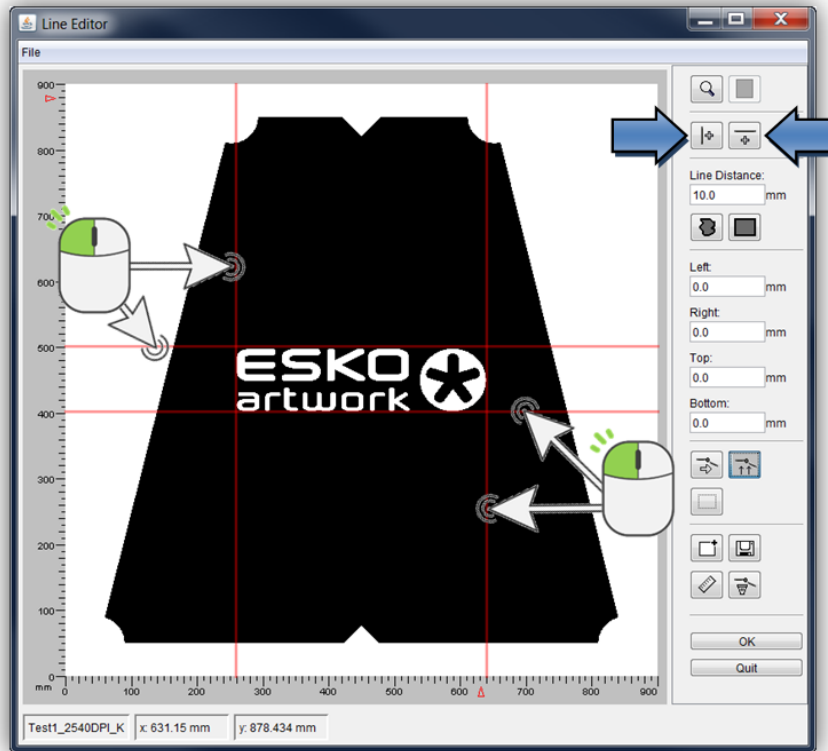 Line Editor
File
900
800
700
600
500
400
300
200
100
0
mm
0 100 200 300 400 500 600 700 800 900
ESKO
artwork
Line Distance:
10.0 mm
Left:
0.0 mm
Right:
0.0 mm
Top:
0.0 mm
Bottom:
0.0 mm
OK
Quit
Test1_2540DPI_K x: 631.15 mm y: 878.434 mm